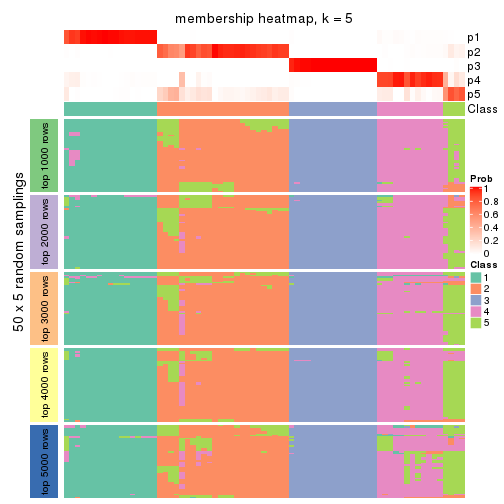 membership heatmap, k = 5
p1
p2
p3
p4
p5
Class
50 x 5 random samplings
top 1000 rows
top 2000 rows
top 3000 rows
top 4000 rows
top 5000 rows
Prob
1
0.8
0.6
0.4
0.2
0
Class
1
2
3
4
5